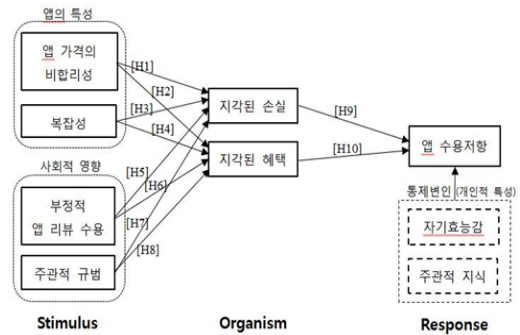 앱의 특성
앱 가격의
비합리성
복잡성
사회적 영향
부정적
앱 리뷰 수용
주관적 규범
[H1]
[H2]
[H3]
[H4]
[H5]
[H6]
[H7]
[H8]
지각된 손실
지각된 혜택
[H9]
[H10]
앱 수용저항
통제변인 (개인적 특성)
자기효능감
주관적 지식
Stimulus
Organism
Response